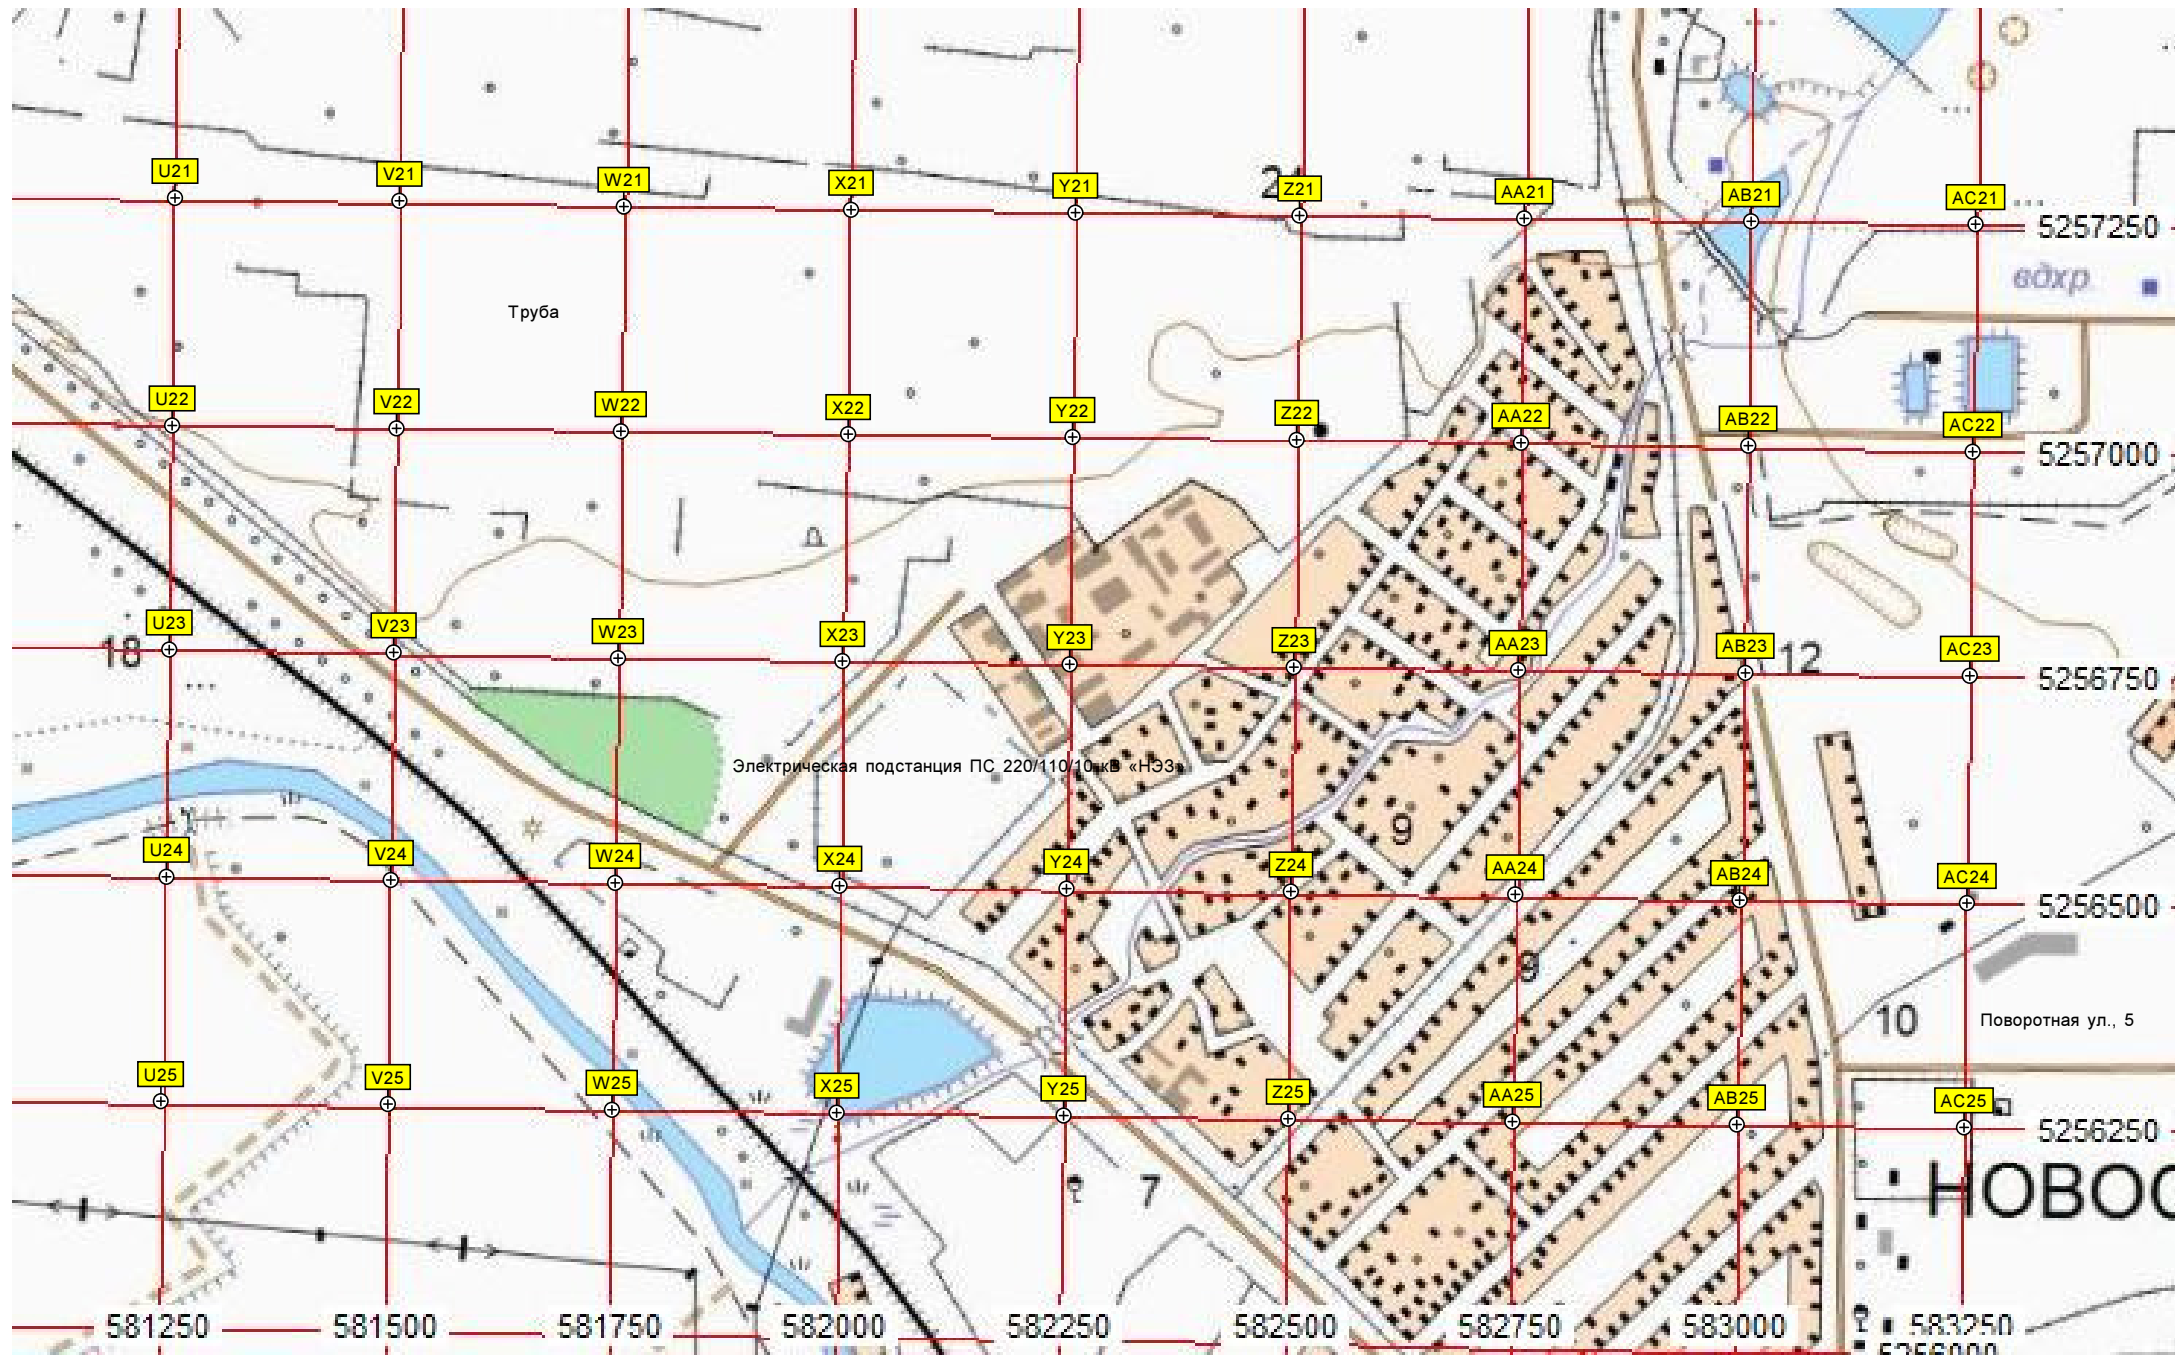 U21 V21 W21 X21 Y21 Z21 AA21 AB21 AC21
5257250
вдхр
Труба
U22 V22 W22 X22 Y22 Z22 AA22 AB22 AC22
5257000
U23 V23 W23 X23 Y23 Z23 AA23 AB23 AC23
18
12
5256750
Электрическая подстанция ПС 220/110/10 кВ «НЭЗ»
9
U24 V24 W24 X24 Y24 Z24 AA24 AB24 AC24
5256500
10
Поворотная ул., 5
U25 V25 W25 X25 Y25 Z25 AA25 AB25 AC25
5256250
7
НОВОС
581250 581500 581750 582000 582250 582500 582750 583000 583250
5256000